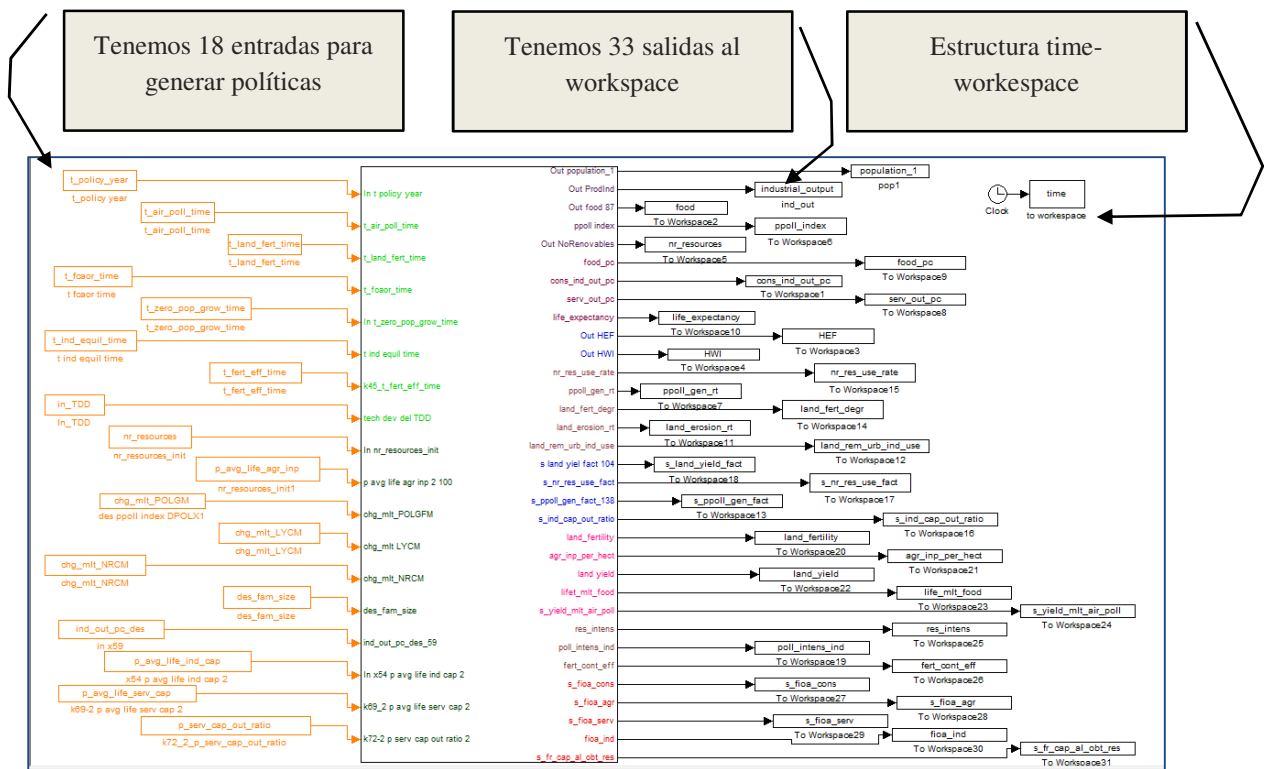 Tenemos 18 entradas para
generar políticas
Tenemos 33 salidas al
workspace
Estructura time-
workespace
t_policy_year
t_policy year
t_air_poll_time
t_air_poll_time
t_land_fert_time
t_land_fert_time
t_fcaor_time
t fcaor time
t_zero_pop_grow_time
t_zero_pop_grow_time
t_ind_equil_time
t ind equil time
t_fert_eff_time
t_fert_eff_time
in_TDD
In_TDD
nr_resources
nr_resources_init
p_avg_life_agr_inp
nr_resources_init1
chg_mlt_POLGM
des ppoll index DPOLX1
chg_mlt_LYCM
chg_mlt_LYCM
chg_mlt_NRCM
chg_mlt_NRCM
des_fam_size
des_fam_size
ind_out_pc_des
in x59
p_avg_life_ind_cap
x54 p avg life ind cap 2
p_avg_life_serv_cap
k69-2 p avg life serv cap 2
p_serv_cap_out_ratio
k72_2_p_serv_cap_out_ratio
In t policy year
t_air_poll_time
t_land_fert_time
t_fcaor_time
In t_zero_pop_grow_time
t ind equil time
k45_t_fert_eff_time
tech dev del TDD
In nr_resources_init
p avg life agr inp 2 100
chg_mlt_POLGFM
chg_mlt LYCM
chg_mlt_NRCM
des_fam_size
ind_out_pc_des_59
In x54 p avg life ind cap 2
k69_2 p avg life serv cap 2
k72-2 p serv cap out ratio 2
Out population_1
Out ProdInd
Out food 87
ppoll index
Out NoRenovables
food_pc
cons_ind_out_pc
serv_out_pc
life_expectancy
Out HEF
Out HWI
nr_res_use_rate
ppoll_gen_rt
land_fert_degr
land_erosion_rt
land_rem_urb_ind_use
s land yiel fact 104
s_nr_res_use_fact
s_ppoll_gen_fact_138
s_ind_cap_out_ratio
land_fertility
agr_inp_per_hect
land yield
lifet_mlt_food
s_yield_mlt_air_poll
res_intens
poll_intens_ind
fert_cont_eff
s_fioa_cons
s_fioa_agr
s_fioa_serv
fioa_ind
s_fr_cap_al_obt_res
population_1
pop1
industrial_output
ind_out
food
To Workspace2
ppoll_index
To Workspace6
nr_resources
To Workspace5
food_pc
To Workspace9
cons_ind_out_pc
To Workspace1
serv_out_pc
To Workspace8
life_expectancy
To Workspace10
HEF
To Workspace3
HWI
To Workspace4
nr_res_use_rate
To Workspace15
ppoll_gen_rt
To Workspace7
land_fert_degr
To Workspace14
land_erosion_rt
To Workspace11
land_rem_urb_ind_use
To Workspace12
s_land_yield_fact
To Workspace18
s_nr_res_use_fact
To Workspace17
s_ppoll_gen_fact
To Workspace13
s_ind_cap_out_ratio
To Workspace16
land_fertility
To Workspace20
agr_inp_per_hect
To Workspace21
land_yield
To Workspace22
life_mlt_food
To Workspace23
s_yield_mlt_air_poll
To Workspace24
res_intens
To Workspace25
poll_intens_ind
To Workspace19
fert_cont_eff
To Workspace26
s_fioa_cons
To Workspace27
s_fioa_agr
To Workspace28
s_fioa_serv
To Workspace29
fioa_ind
To Workspace30
s_fr_cap_al_obt_res
To Workspace31
Clock
time
to workspace